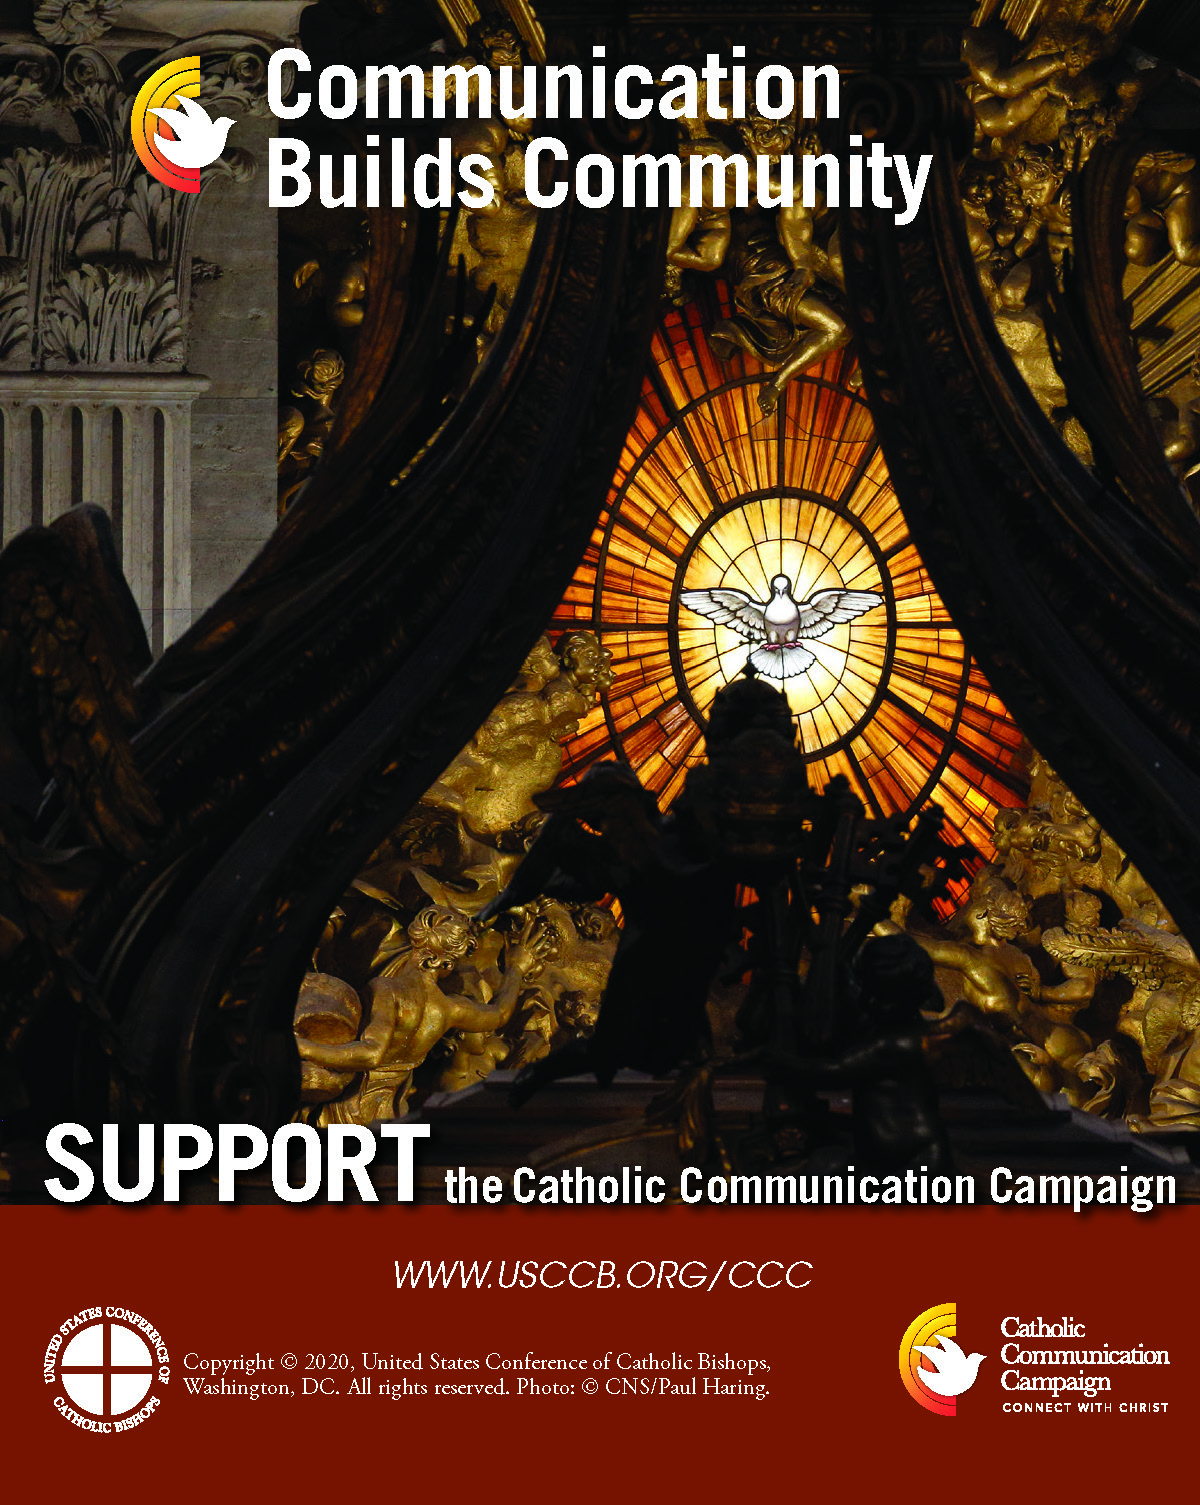 Communication
Builds Community
SUPPORT the Catholic Communication Campaign
WWW.USCCB.ORG/CCC
UNITED STATES CONFERENCE OF
CATHOLIC BISHOPS
Copyright © 2020, United States Conference of Catholic Bishops,
Washington, DC. All rights reserved. Photo: © CNS/Paul Haring.
Catholic
Communication
Campaign
CONNECT WITH CHRIST